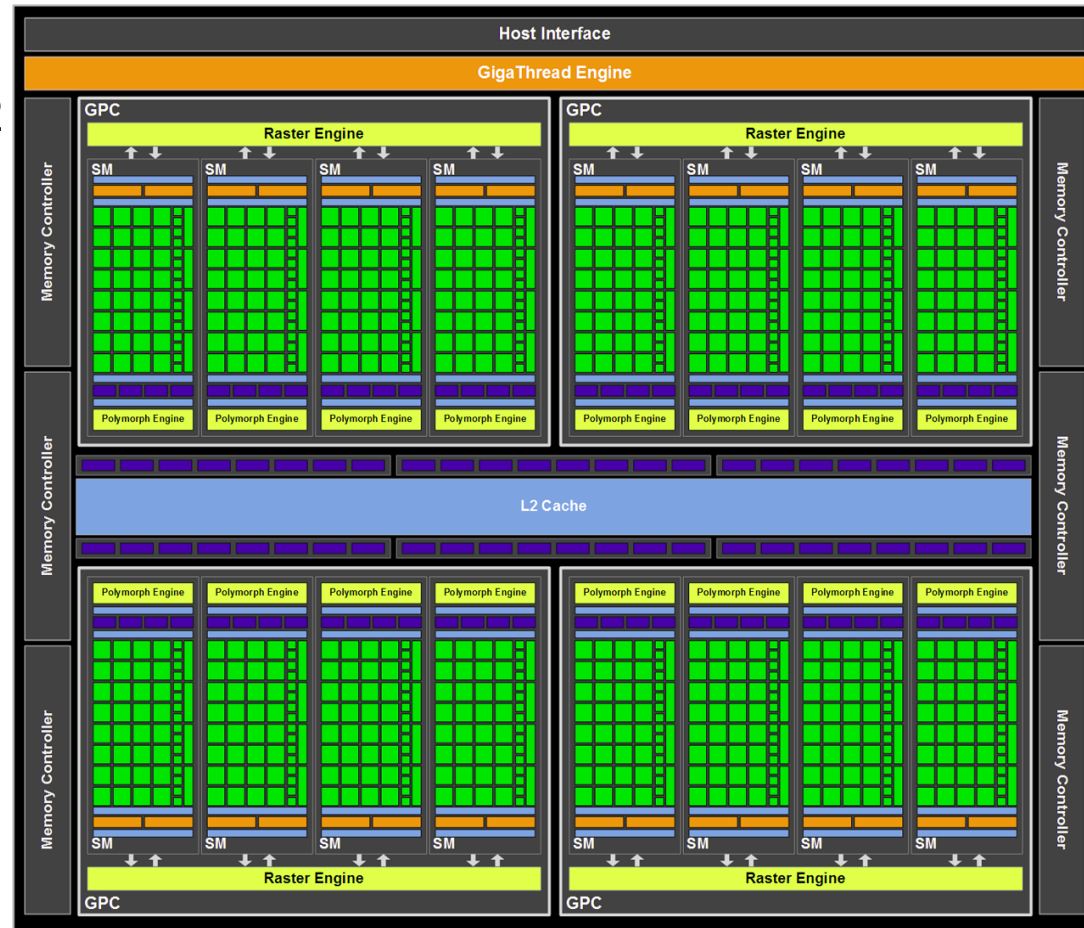 Host Interface
GigaThread Engine
Memory Controller
Memory Controller
Memory Controller
GPC
Raster Engine
SM SM SM SM
Polymorph Engine Polymorph Engine Polymorph Engine Polymorph Engine
GPC
Raster Engine
SM SM SM SM
Polymorph Engine Polymorph Engine Polymorph Engine Polymorph Engine
L2 Cache
Polymorph Engine Polymorph Engine Polymorph Engine Polymorph Engine
SM SM SM SM
Raster Engine
GPC
Polymorph Engine Polymorph Engine Polymorph Engine Polymorph Engine
SM SM SM SM
Raster Engine
GPC
Memory Controller
Memory Controller
Memory Controller